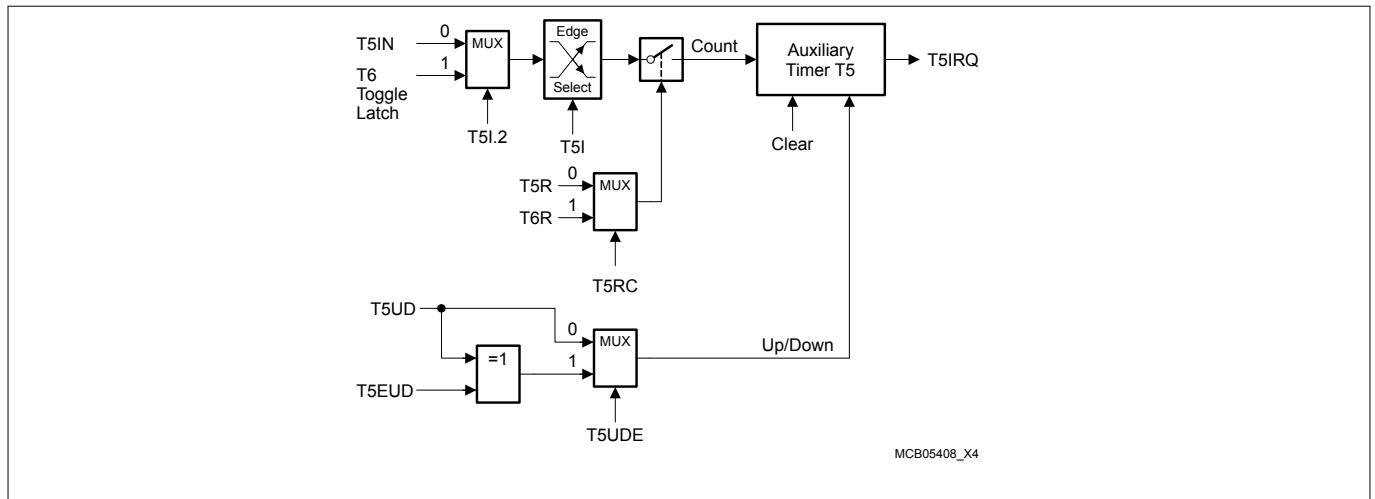 T5IN
0
MUX
Edge
Select
Count
Auxiliary
Timer T5
T5IRQ
T6
Toggle
Latch
1
T5I.2
T5I
Clear
T5R
0
MUX
T6R
1
T5RC
T5UD
0
MUX
Up/Down
=1
1
T5EUD
T5UDE
MCB05408_X4